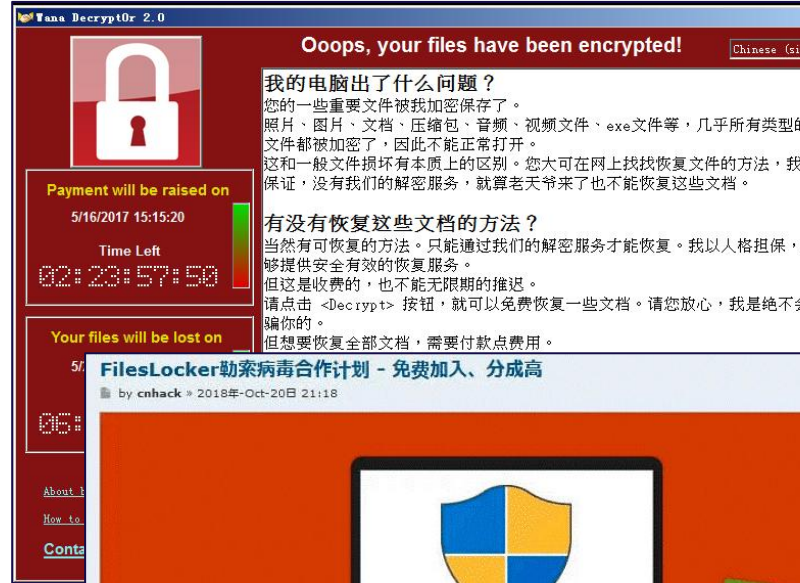 Wana Decrypt0r 2.0
Ooops, your files have been encrypted!
Chinese (si
我的电脑出了什么问题？
您的一些重要文件被我加密保存了。
照片、图片、文档、压缩包、音频、视频文件、exe文件等，几乎所有类型的
文件都被加密了，因此不能正常打开。
这和一般文件损坏有本质上的区别。您大可在网上找找恢复文件的方法，我
保证，没有我们的解密服务，就算老天爷来了也不能恢复这些文档。
有没有恢复这些文档的方法？
当然有可恢复的方法。只能通过我们的解密服务才能恢复。我以人格担保，
够提供安全有效的恢复服务。
但这是收费的，也不能无限期的推迟。
请点击 <Decrypt> 按钮，就可以免费恢复一些文档。请您放心，我是绝不会
骗你的。
但想要恢复全部文档，需要付款点费用。
Payment will be raised on
5/16/2017 15:15:20
Time Left
02:23:57:50
Your files will be lost on
5/
06:
About b
How to
Conta
FilesLocker勒索病毒合作计划 - 免费加入、分成高
by cnhack » 2018年-Oct-20日 21:18